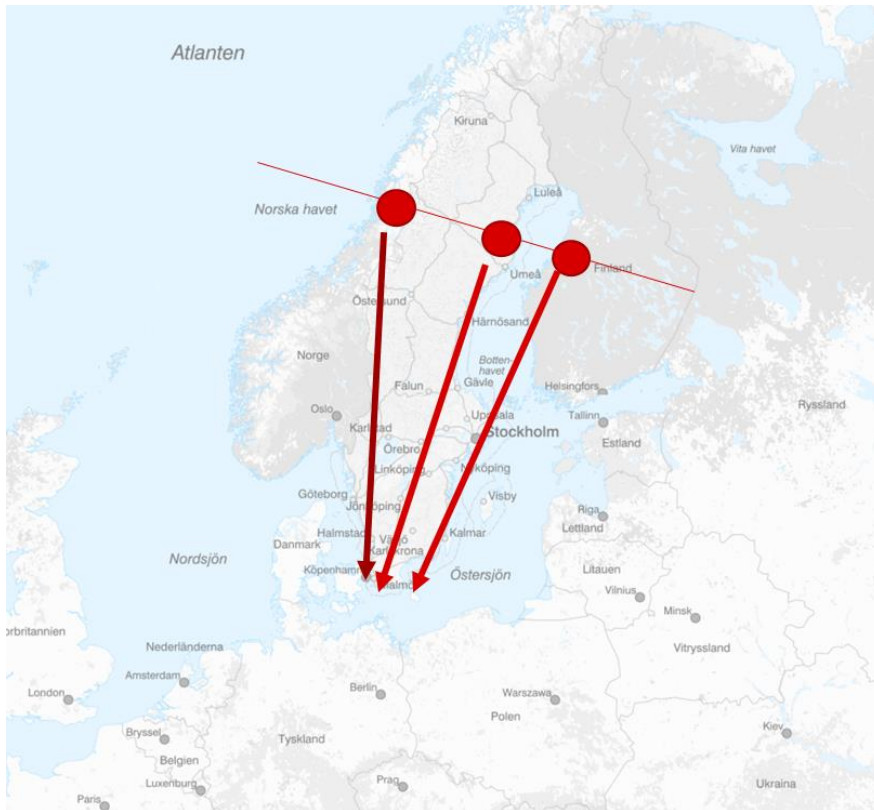 Atlanten
Kiruna
Vita havet
Luleå
Norska havet
Umeå
Finland
Östersund
Härnösand
Norge
Botten-
havet
Falun
Gävle
Helsingfors
Oslo
Uppsala
Tallinn
Ryssland
Karlstad
Stockholm
Örebro
Estland
Linköping
Nyköping
Göteborg
Jönköping
Visby
Riga
Lettland
Halmstad
Växjö
Kalmar
Danmark
Karlskrona
Nordsjön
Köpenhamn
Malmö
Östersjön
Litauen
Vilnius
Minsk
orbritannien
Nederländerna
Vitryssland
Amsterdam
London
Berlin
Warszawa
Polen
Bryssel
Tyskland
Kiev
Belgien
Luxemburg
Prag
Ukraina
Paris